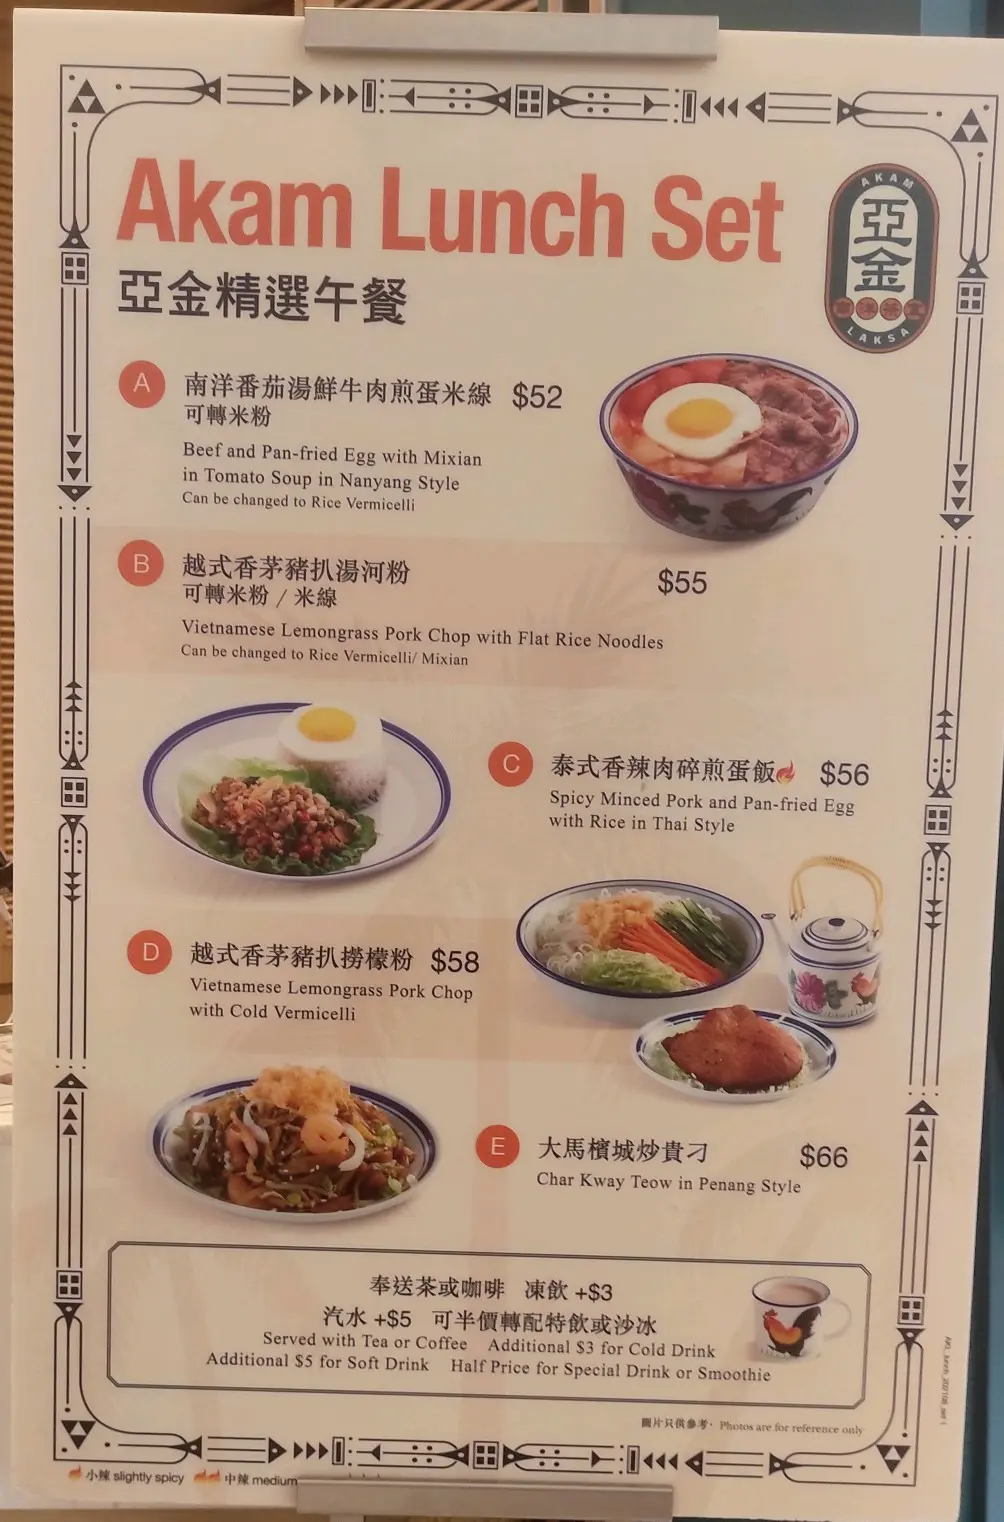 Akam Lunch Set
亞金精選午餐
AKAM
亞金
南洋茶室
LAKSA
A
南洋番茄湯鮮牛肉煎蛋米線 $52
可轉米粉
Beef and Pan-fried Egg with Mixian
in Tomato Soup in Nanyang Style
Can be changed to Rice Vermicelli
B
越式香茅豬扒湯河粉 $55
可轉米粉 / 米線
Vietnamese Lemongrass Pork Chop with Flat Rice Noodles
Can be changed to Rice Vermicelli/ Mixian
C
泰式香辣肉碎煎蛋飯 $56
Spicy Minced Pork and Pan-fried Egg
with Rice in Thai Style
D
越式香茅豬扒撈檬粉 $58
Vietnamese Lemongrass Pork Chop
with Cold Vermicelli
E
大馬檳城炒貴刁 $66
Char Kway Teow in Penang Style
奉送茶或咖啡 凍飲 +$3
汽水 +$5 可半價轉配特飲或沙冰
Served with Tea or Coffee Additional $3 for Cold Drink
Additional $5 for Soft Drink Half Price for Special Drink or Smoothie
圖片只供參考。Photos are for reference only
小辣 slightly spicy 中辣 medium